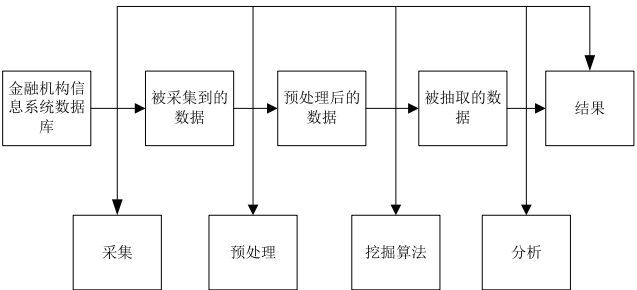 金融机构信
息系统数据
库
被采集到的
数据
预处理后的
数据
被抽取的数
据
结果
采集
预处理
挖掘算法
分析